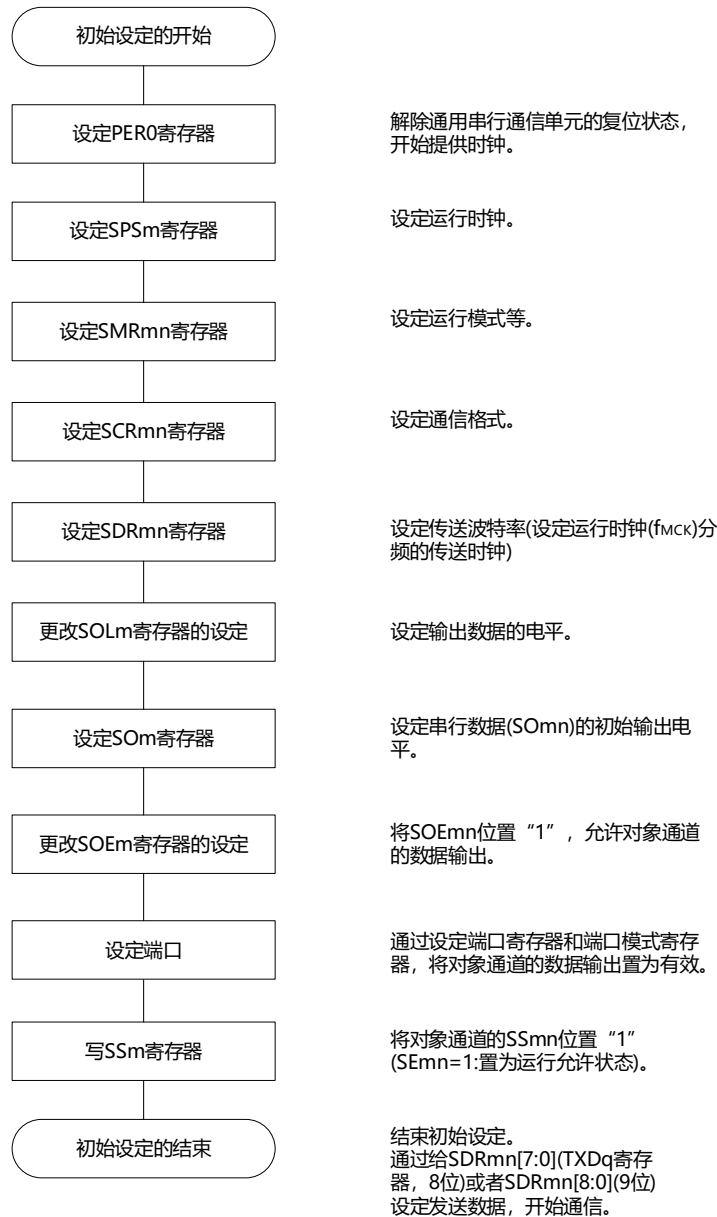 初始设定的开始
设定PER0寄存器
解除通用串行通信单元的复位状态，
开始提供时钟。
设定SPSm寄存器
设定运行时钟。
设定SMRmn寄存器
设定运行模式等。
设定SCRmn寄存器
设定通信格式。
设定SDRmn寄存器
设定传送波特率(设定运行时钟(fMCK)分
频的传送时钟)
更改SOLm寄存器的设定
设定输出数据的电平。
设定SOm寄存器
设定串行数据(SOmn)的初始输出电
平。
更改SOEm寄存器的设定
将SOEmn位置“1”，允许对象通道
的数据输出。
设定端口
通过设定端口寄存器和端口模式寄存
器，将对象通道的数据输出置为有效。
写SSm寄存器
将对象通道的SSmn位置“1”
(SEmn=1:置为运行允许状态)。
初始设定的结束
结束初始设定。
通过给SDRmn[7:0](TXDq寄存
器，8位)或者SDRmn[8:0](9位)
设定发送数据，开始通信。